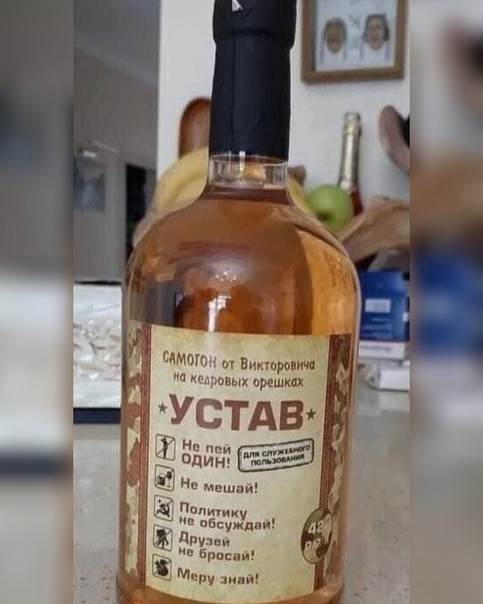 САМОГОН от Викторовича
на кедровых орешках
УСТАВ
Не пей
ОДИН!
ДЛЯ СЛУЖЕБНОГО
ПОЛЬЗОВАНИЯ
Не мешай!
Политику
не обсуждай!
Друзей
не бросай!
Меру знай!
42